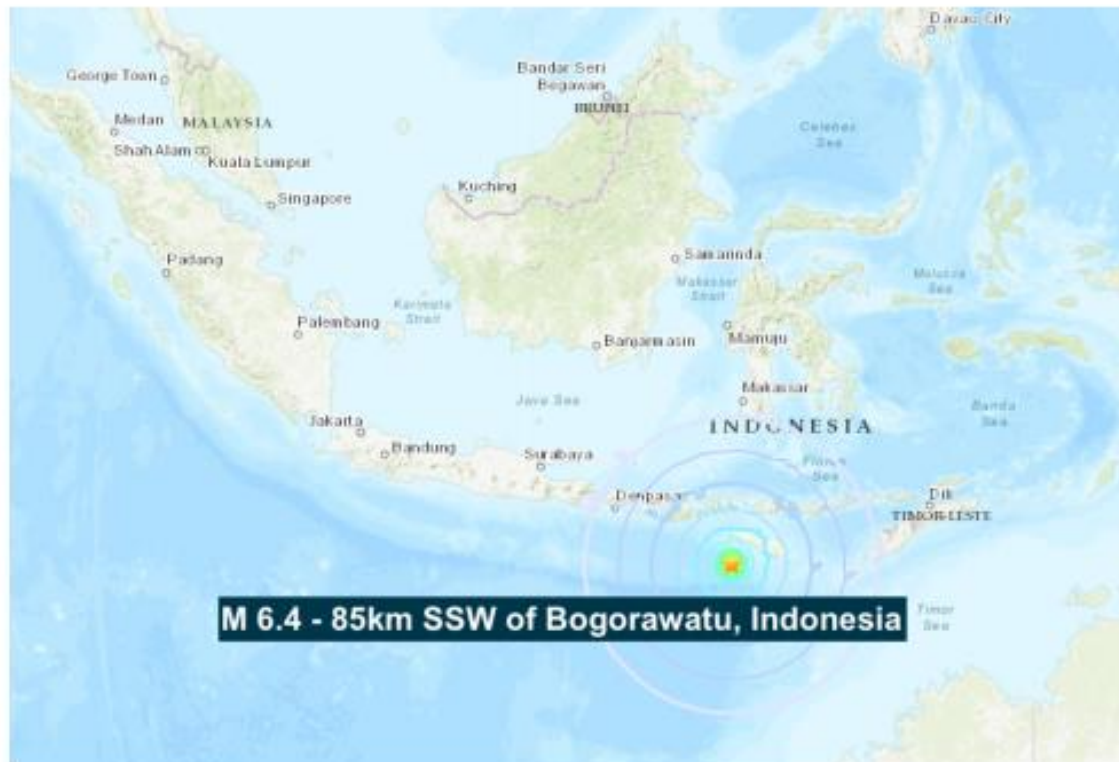 Davao City
George Town
Bandar Seri
Begawan
BRUNEI
Medan
MALAYSIA
Celebes
Sea
Shah Alam
Kuala Lumpur
Kuching
Singapore
Samarinda
Padang
Makassar
Strait
Molucca
Sea
Karimata
Strait
Palembang
Mamuju
Banjarmasin
Makassar
Java Sea
Banda
Sea
Jakarta
INDONESIA
Bandung
Surabaya
Flores
Sea
Denpasa
Dili
TIMOR-LESTE
M 6.4 - 85km SSW of Bogorawatu, Indonesia
Timor
Sea